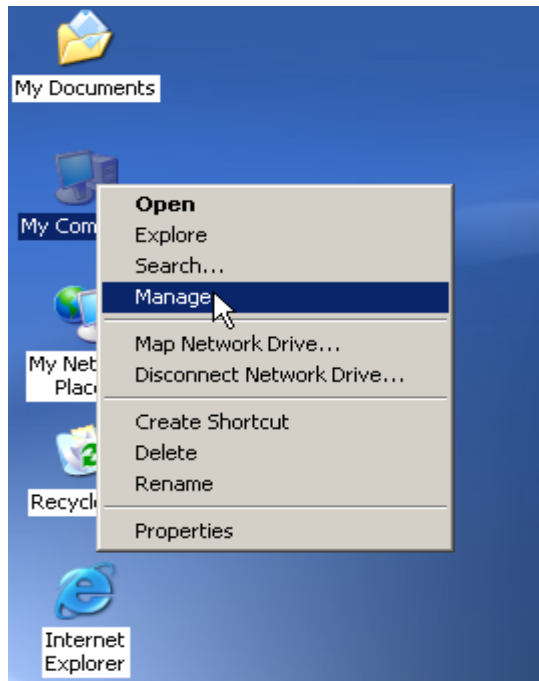 My Documents
My Com
My Net
Plac
Recycl
Internet
Explorer
Open
Explore
Search...
Manage
Map Network Drive...
Disconnect Network Drive...
Create Shortcut
Delete
Rename
Properties